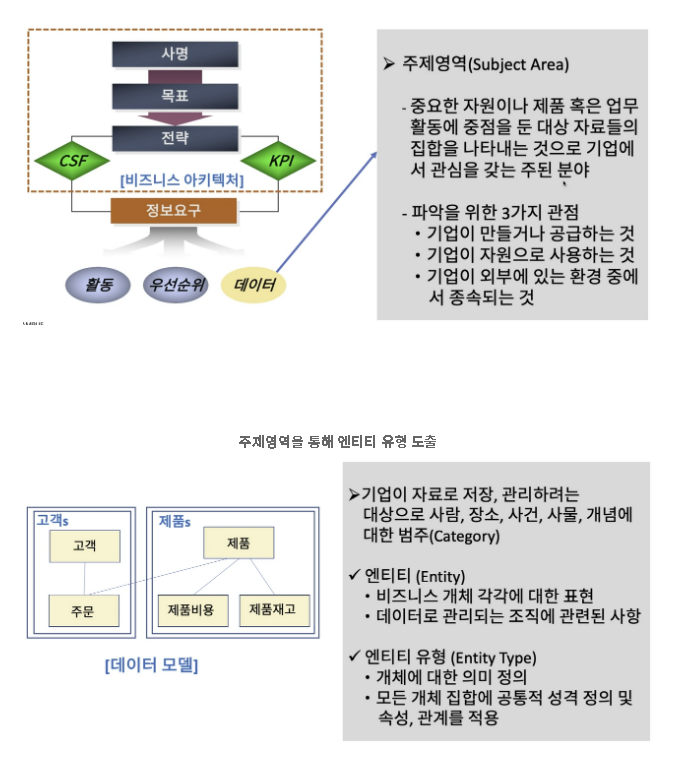 사명
목표
전략
CSF
KPI
[비즈니스 아키텍처]
정보요구
활동
우선순위
데이터
➢ 주제영역(Subject Area)
- 중요한 자원이나 제품 혹은 업무
활동에 중점을 둔 대상 자료들의
집합을 나타내는 것으로 기업에
서 관심을 갖는 주된 분야
- 파악을 위한 3가지 관점
• 기업이 만들거나 공급하는 것
• 기업이 자원으로 사용하는 것
• 기업이 외부에 있는 환경 중에
서 종속되는 것
주제영역을 통해 엔티티 유형 도출
고객s
고객
주문
제품s
제품
제품비용
제품재고
[데이터 모델]
➢기업이 자료로 저장, 관리하려는
대상으로 사람, 장소, 사건, 사물, 개념에
대한 범주(Category)
✓ 엔티티 (Entity)
• 비즈니스 개체 각각에 대한 표현
• 데이터로 관리되는 조직에 관련된 사항
✓ 엔티티 유형 (Entity Type)
• 개체에 대한 의미 정의
• 모든 개체 집합에 공통적 성격 정의 및
속성, 관계를 적용